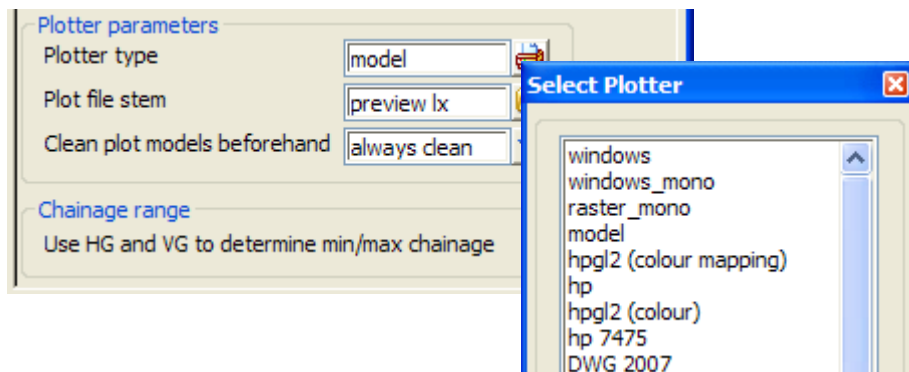 Plotter parameters
Plotter type model
Plot file stem preview lx
Clean plot models beforehand always clean
Chainage range
Use HG and VG to determine min/max chainage
Select Plotter
windows
windows_mono
raster_mono
model
hpgl2 (colour mapping)
hp
hpgl2 (colour)
hp 7475
DWG 2007